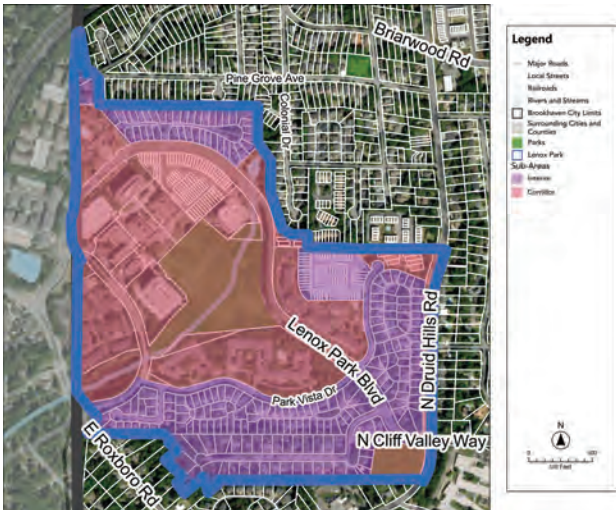 Briarwood Rd
Pine Grove Ave
Colonial Dr
Lenox Park Blvd
N Druid Hills Rd
Park Vista Dr
N Cliff Valley Way
E Roxboro Rd
Legend
Major Roads
Local Streets
Railroads
Rivers and Streams
Brookhaven City Limits
Surrounding Cities and
Counties
Parks
Lenox Park
Sub-Areas
Interior
Corridor
N
0